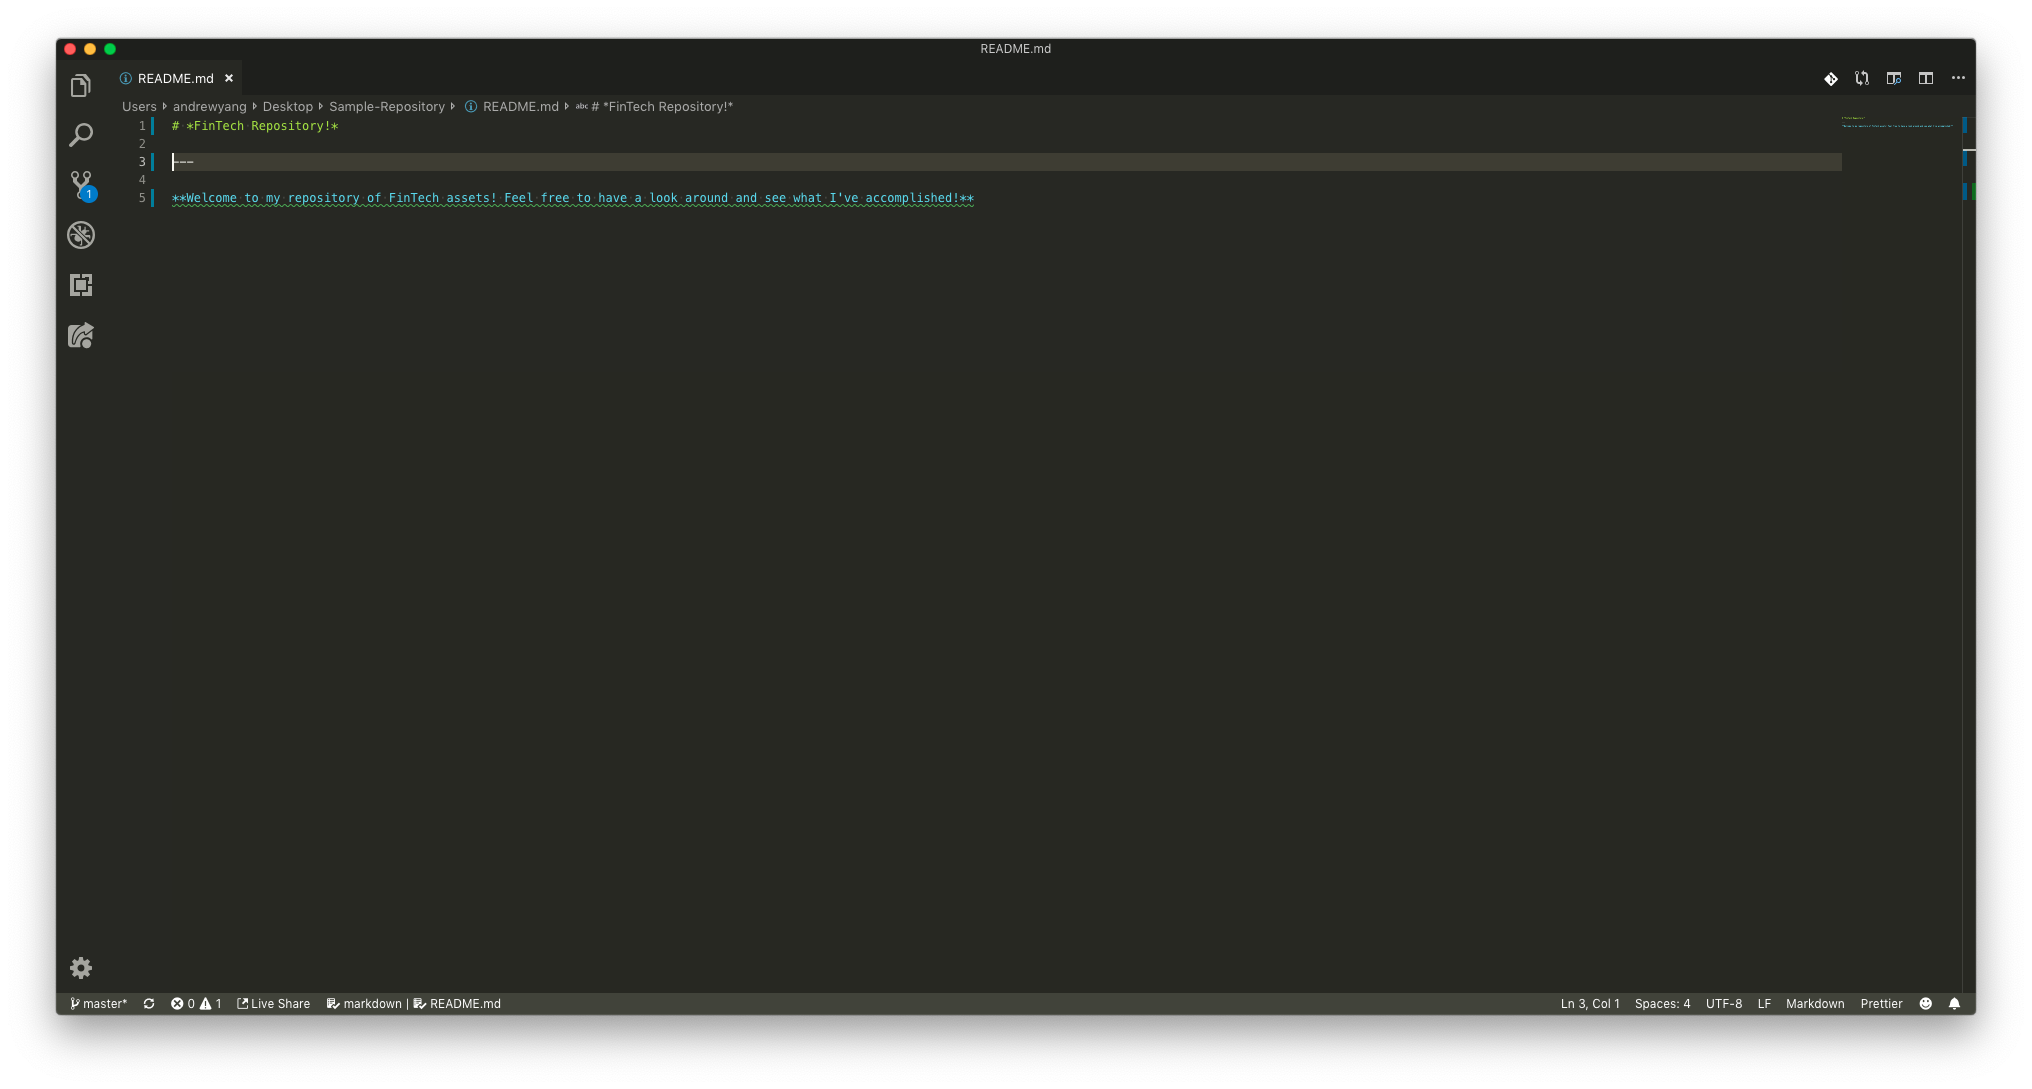 README.md
README.md ×
Users Andrewyang Desktop Sample-Repository README.md abc # *FinTech Repository!*
1 # *FinTech Repository!*
2
3 ---
4
5 **Welcome to my repository of FinTech assets! Feel free to have a look around and see what I've accomplished!**
1
master* 0 1 Live Share markdown | README.md Ln 3, Col 1 Spaces: 4 UTF-8 LF Markdown Prettier